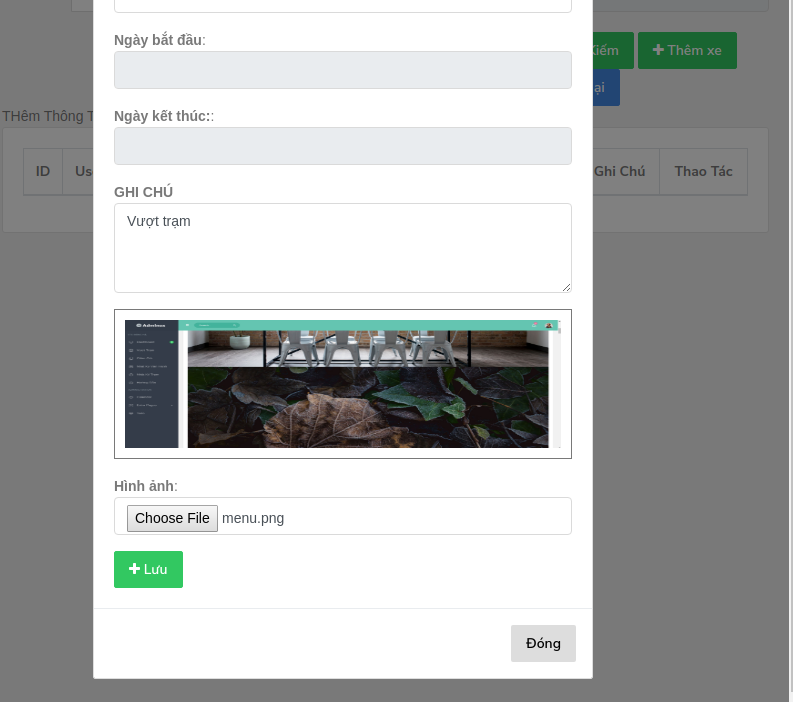 Ngày bắt đầu:
Kiếm
Thêm xe
ại
Ngày kết thúc::
THêm Thông T
ID
Us
Ghi Chú
Thao Tác
GHI CHÚ
Vượt trạm
Hình ảnh:
Choose File menu.png
Lưu
Đóng